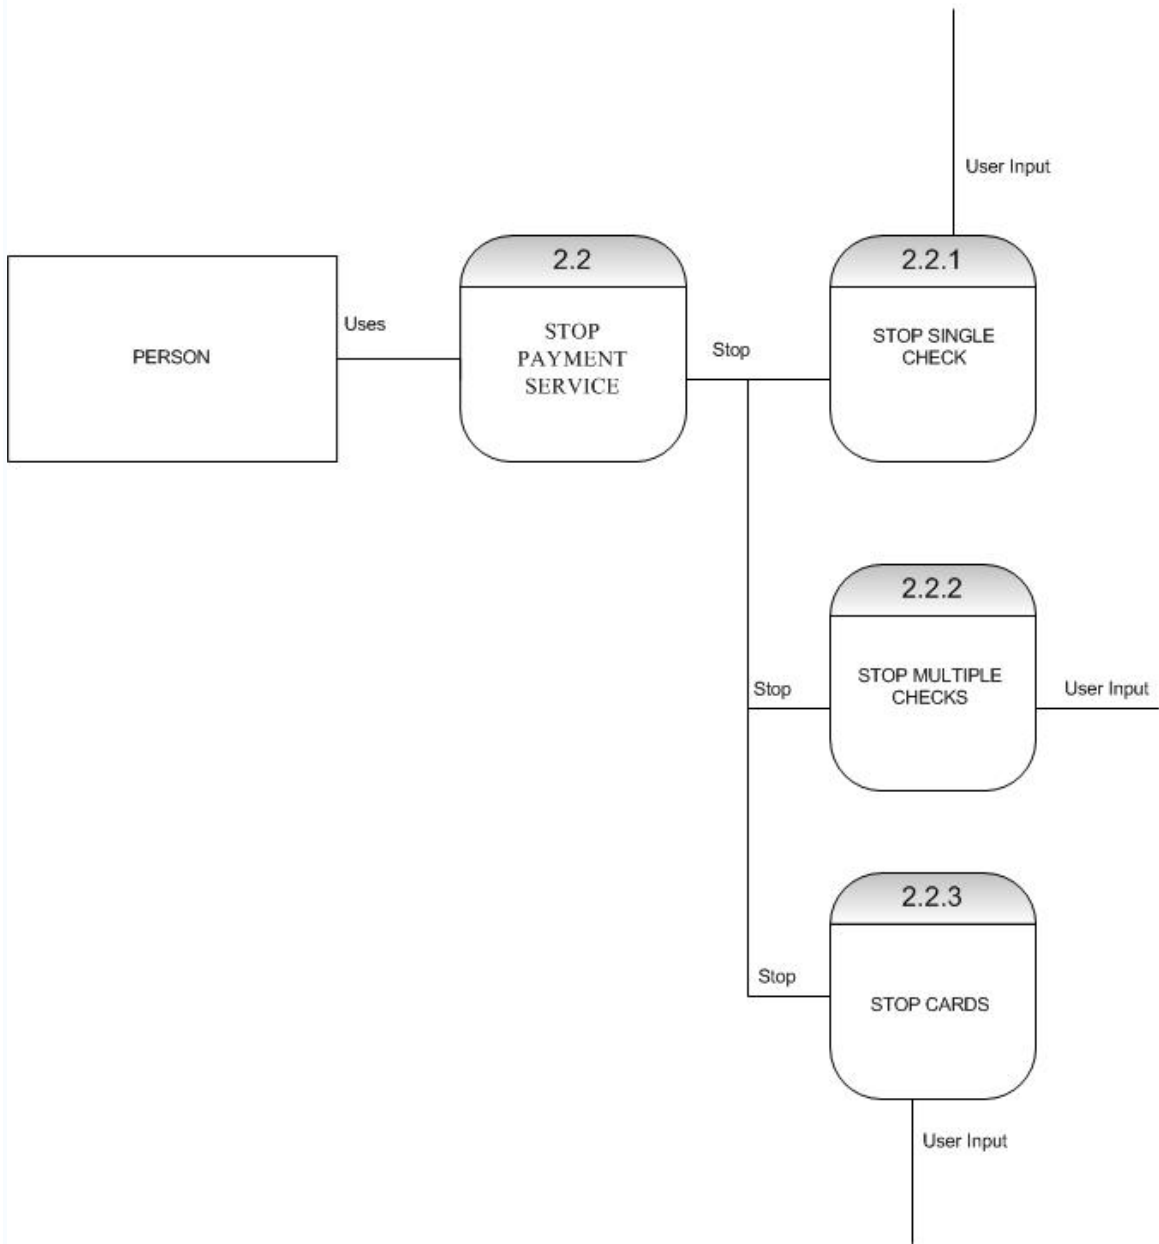 User Input
2.2
2.2.1
Uses
STOP
PAYMENT
SERVICE
Stop
STOP SINGLE
CHECK
PERSON
2.2.2
Stop
STOP MULTIPLE
CHECKS
User Input
2.2.3
Stop
STOP CARDS
User Input